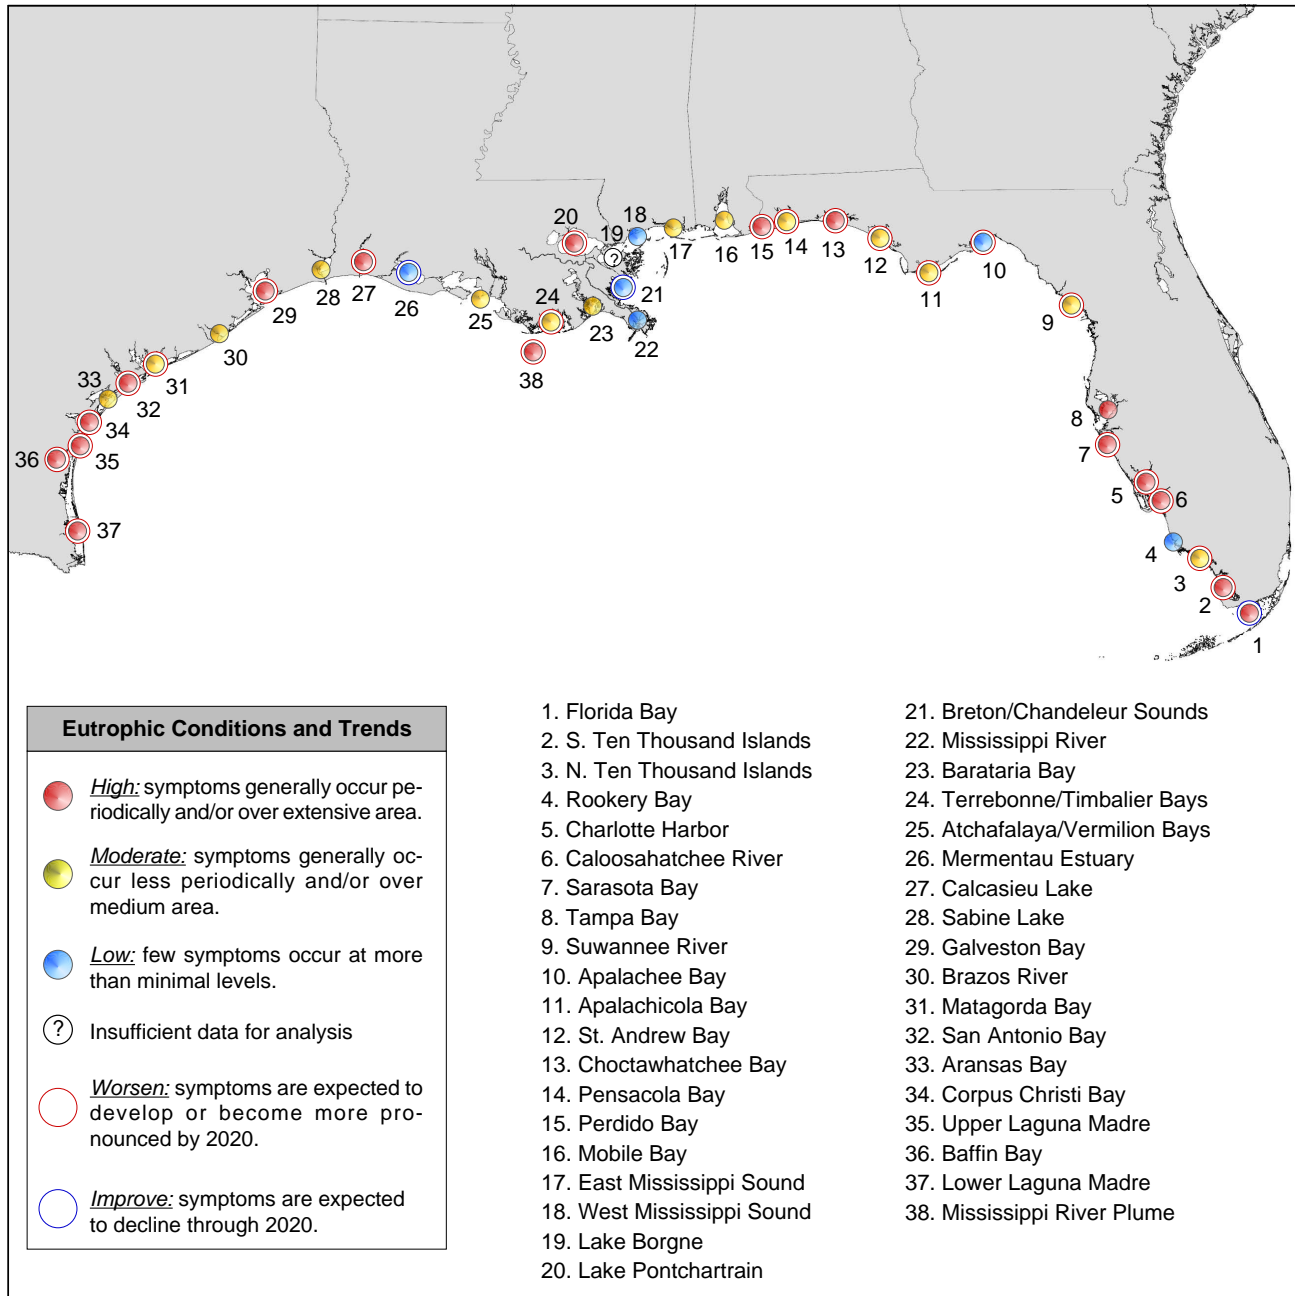 20
19
18
17
16
15
14
13
12
11
10
9
8
7
5
6
4
3
2
1
21
22
23
24
25
38
26
27
28
29
30
31
32
33
34
35
36
37
?
Eutrophic Conditions and Trends
High: symptoms generally occur pe-
riodically and/or over extensive area.
Moderate: symptoms generally oc-
cur less periodically and/or over
medium area.
Low: few symptoms occur at more
than minimal levels.
? Insufficient data for analysis
Worsen: symptoms are expected to
develop or become more pro-
nounced by 2020.
Improve: symptoms are expected
to decline through 2020.
1. Florida Bay
2. S. Ten Thousand Islands
3. N. Ten Thousand Islands
4. Rookery Bay
5. Charlotte Harbor
6. Caloosahatchee River
7. Sarasota Bay
8. Tampa Bay
9. Suwannee River
10. Apalachee Bay
11. Apalachicola Bay
12. St. Andrew Bay
13. Choctawhatchee Bay
14. Pensacola Bay
15. Perdido Bay
16. Mobile Bay
17. East Mississippi Sound
18. West Mississippi Sound
19. Lake Borgne
20. Lake Pontchartrain
21. Breton/Chandeleur Sounds
22. Mississippi River
23. Barataria Bay
24. Terrebonne/Timbalier Bays
25. Atchafalaya/Vermilion Bays
26. Mermentau Estuary
27. Calcasieu Lake
28. Sabine Lake
29. Galveston Bay
30. Brazos River
31. Matagorda Bay
32. San Antonio Bay
33. Aransas Bay
34. Corpus Christi Bay
35. Upper Laguna Madre
36. Baffin Bay
37. Lower Laguna Madre
38. Mississippi River Plume